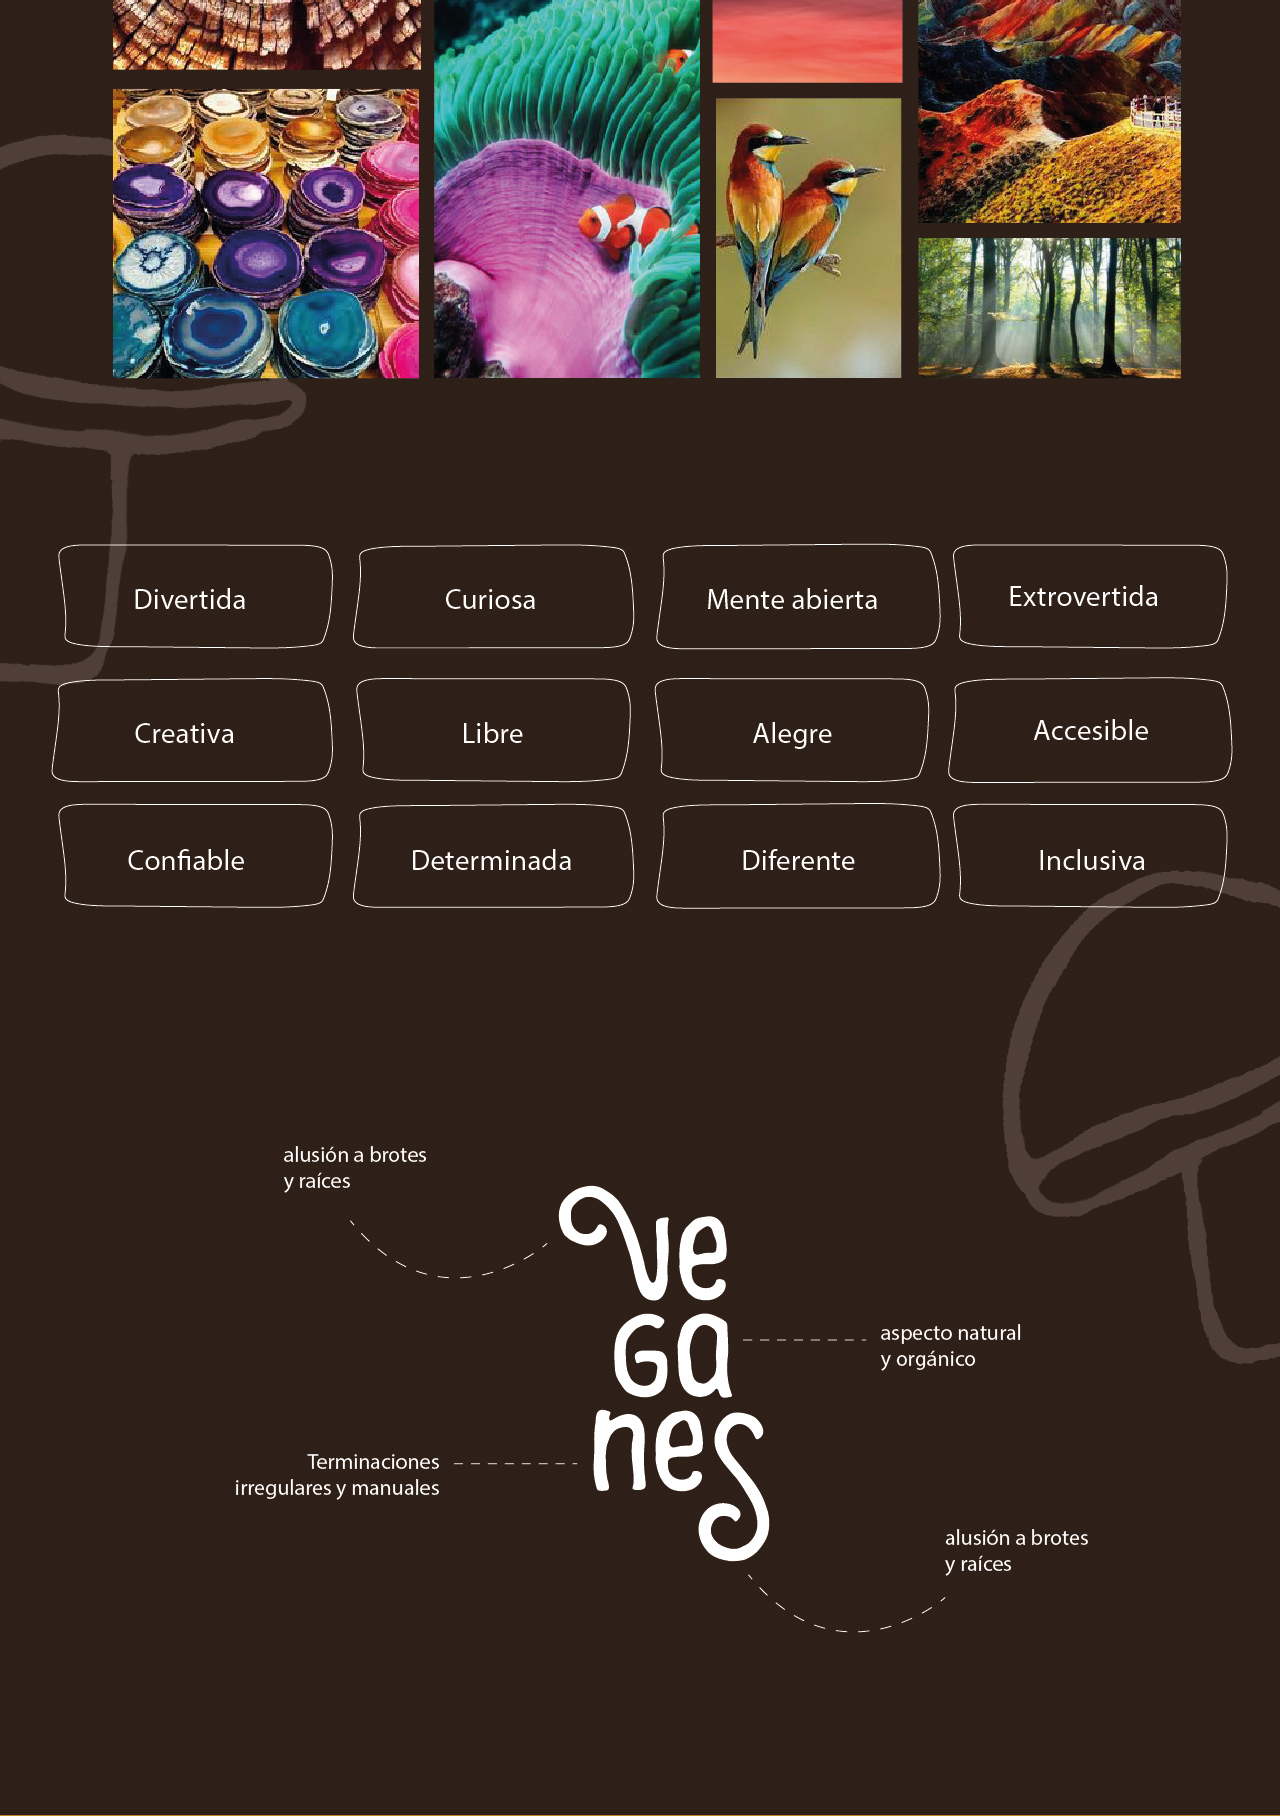 Divertida
Curiosa
Mente abierta
Extrovertida
Creativa
Libre
Alegre
Accesible
Confiable
Determinada
Diferente
Inclusiva
alusión a brotes
y raíces
ve
ga
nes
aspecto natural
y orgánico
Terminaciones
irregulares y manuales
alusión a brotes
y raíces